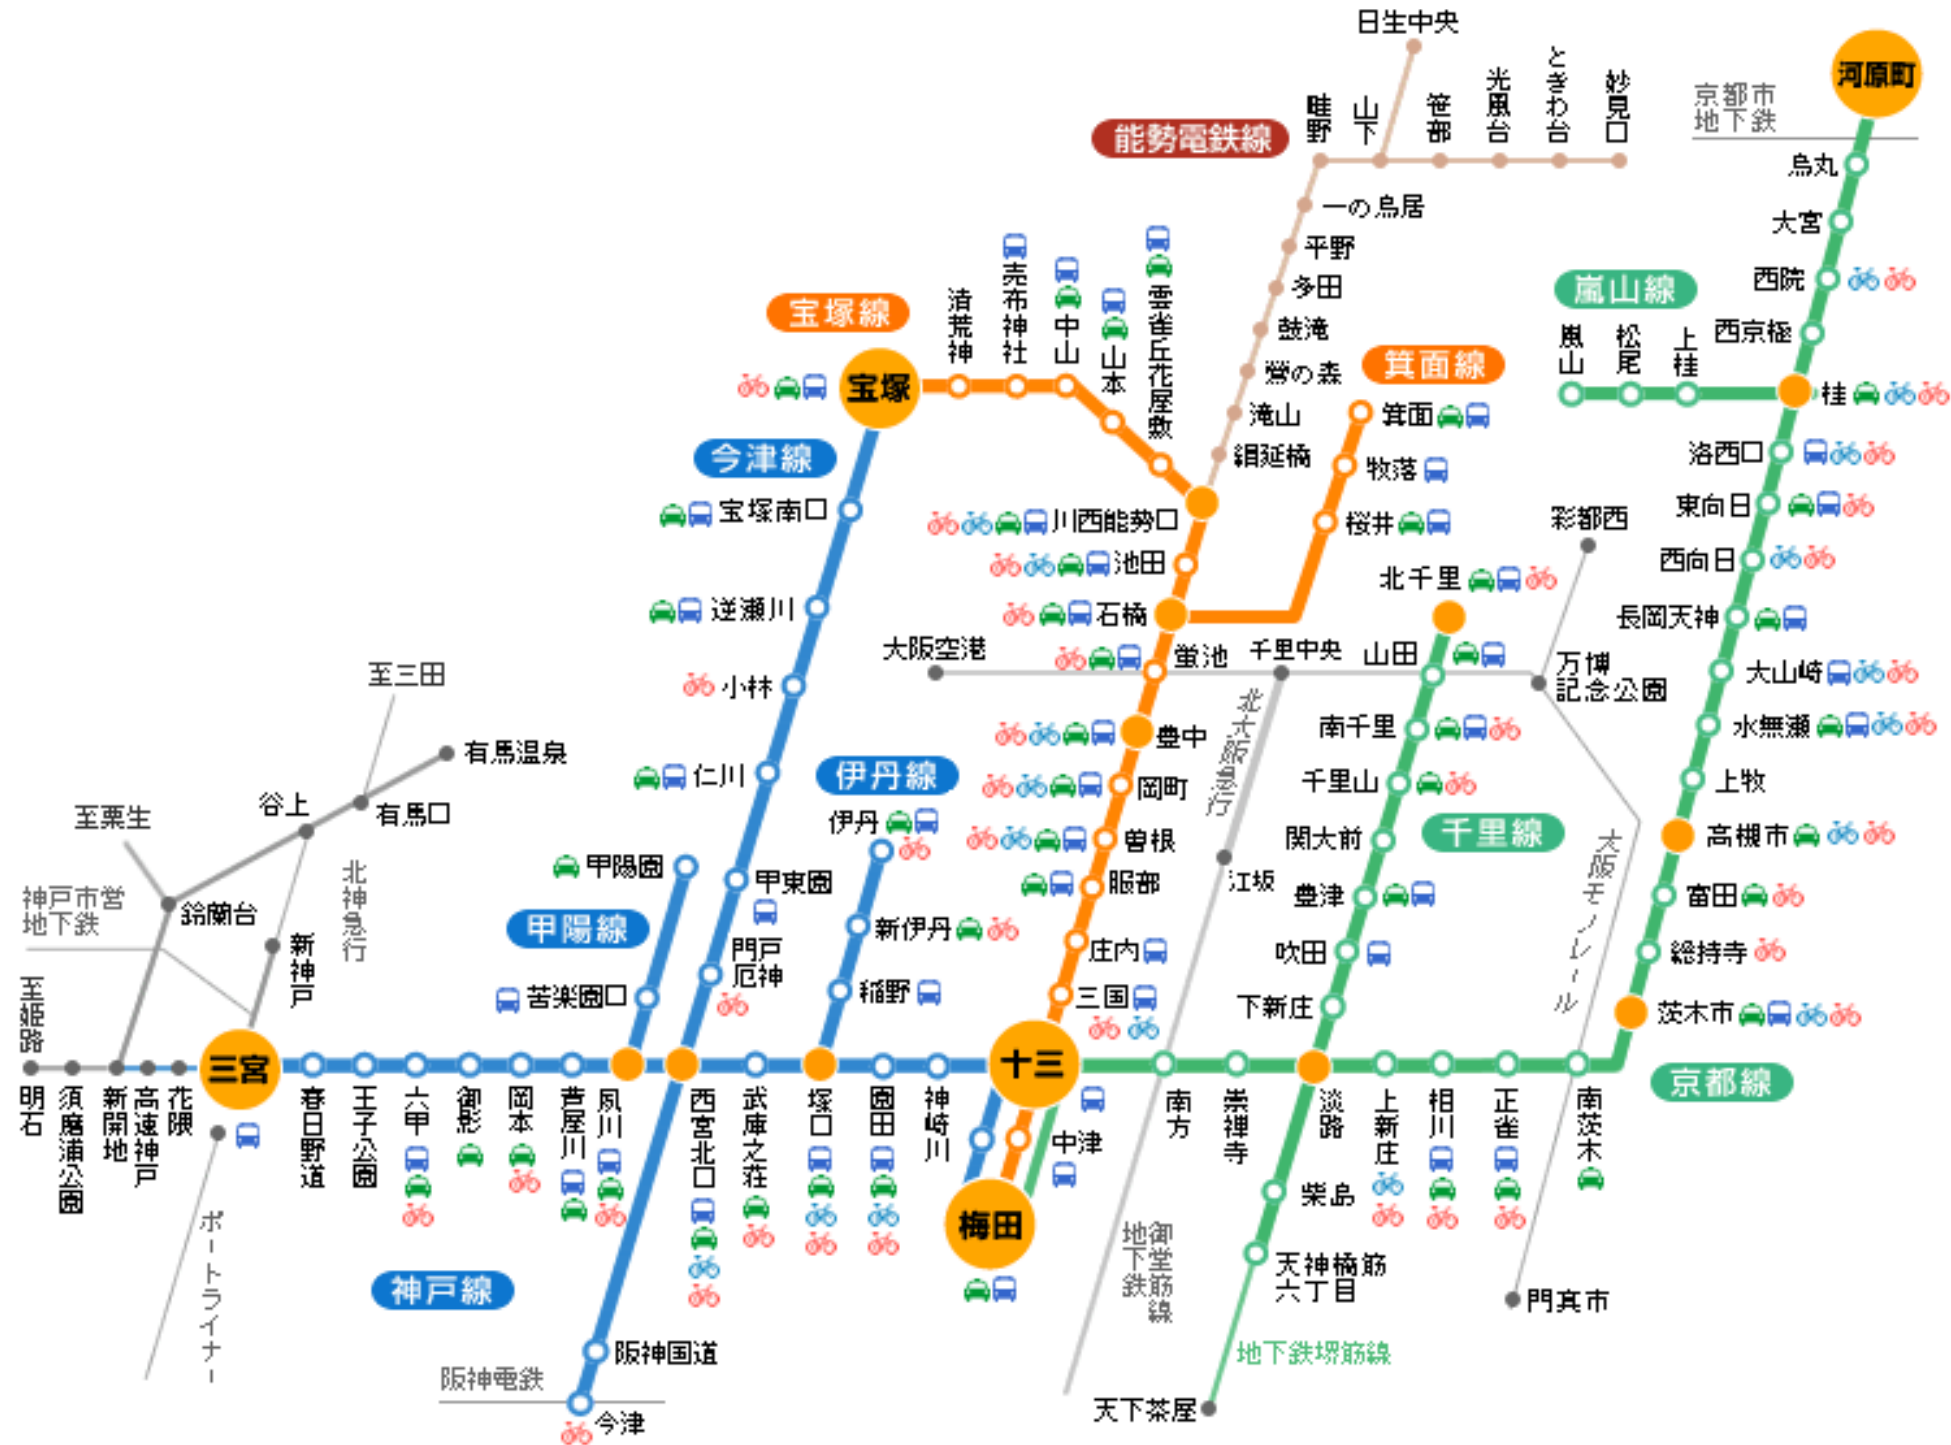 日生中央
河原町
京都市
地下鉄
能勢電鉄線
畦野
山下
笹部
光風台
ときわ台
妙見口
烏丸
一の鳥居
大宮
平野
西院
多田
嵐山線
鼓滝
西京極
嵐山
松尾
上桂
桂
鶯の森
滝山
絹延橋
宝塚線
清荒神
売布神社
中山
山本
雲雀丘花屋敷
箕面線
箕面
牧落
桜井
宝塚
今津線
宝塚南口
川西能勢口
池田
石橋
洛西口
東向日
彩都西
西向日
北千里
長岡天神
逆瀬川
大阪空港
蛍池
千里中央
山田
万博
記念公園
大山崎
小林
至三田
北大阪急行
南千里
水無瀬
豊中
有馬温泉
仁川
伊丹線
岡町
千里山
上牧
谷上
有馬口
至粟生
伊丹
曽根
関大前
千里線
高槻市
北神急行
甲陽園
甲東園
服部
江坂
豊津
大阪モノレール
富田
神戸市営
地下鉄
鈴蘭台
甲陽線
新伊丹
庄内
吹田
総持寺
新神戸
門戸
厄神
苦楽園口
稲野
三国
下新庄
茨木市
至姫路
三宮
十三
京都線
明石
須磨浦公園
新開地
高速神戸
花隈
春日野道
王子公園
六甲
御影
岡本
芦屋川
夙川
西宮北口
武庫之荘
塚口
園田
神崎川
中津
南方
崇禅寺
淡路
上新庄
相川
正雀
南茨木
柴島
梅田
ポートライナー
御堂筋線
地下鉄
天神橋筋
六丁目
神戸線
門真市
阪神国道
地下鉄堺筋線
阪神電鉄
今津
天下茶屋